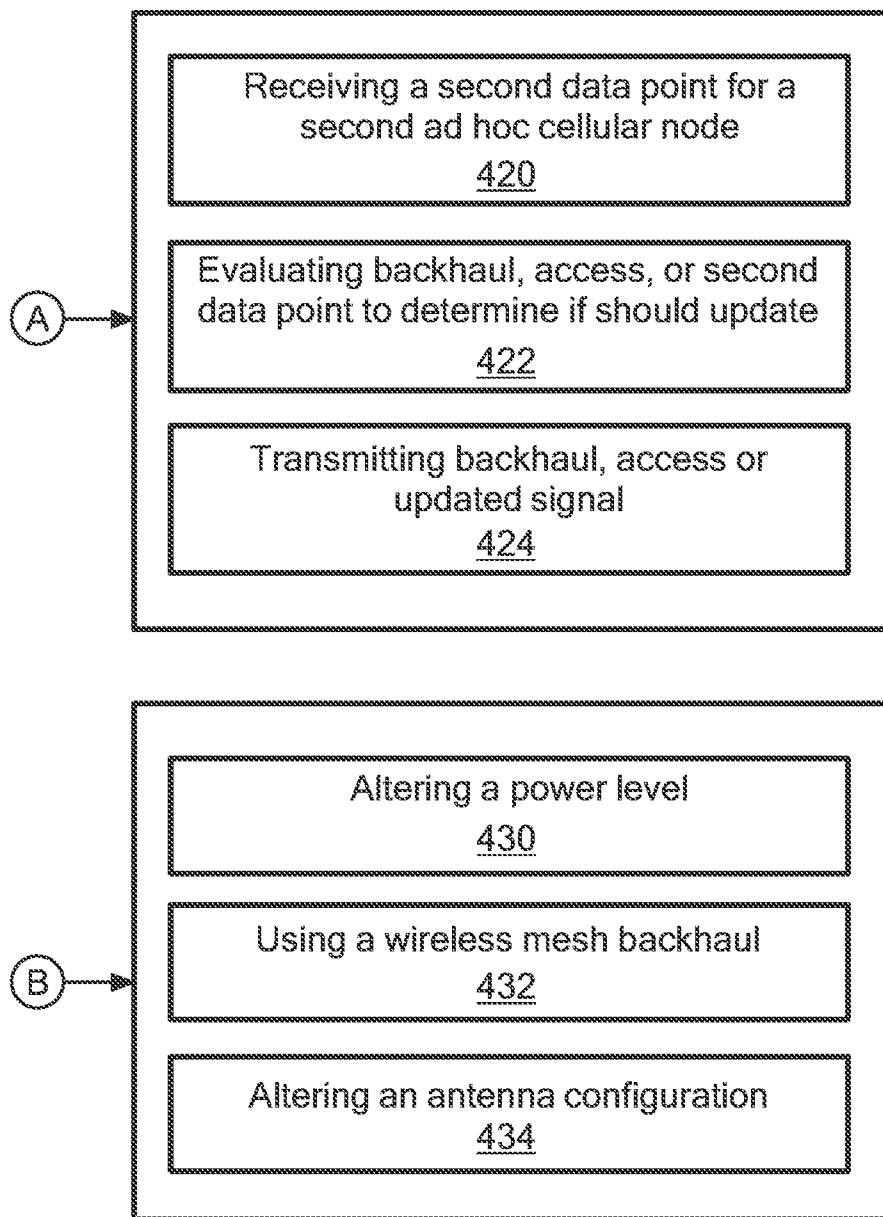 Receiving a second data point for a
second ad hoc cellular node
420
A
Evaluating backhaul, access, or second
data point to determine if should update
422
Transmitting backhaul, access or
updated signal
424
Altering a power level
430
B
Using a wireless mesh backhaul
432
Altering an antenna configuration
434